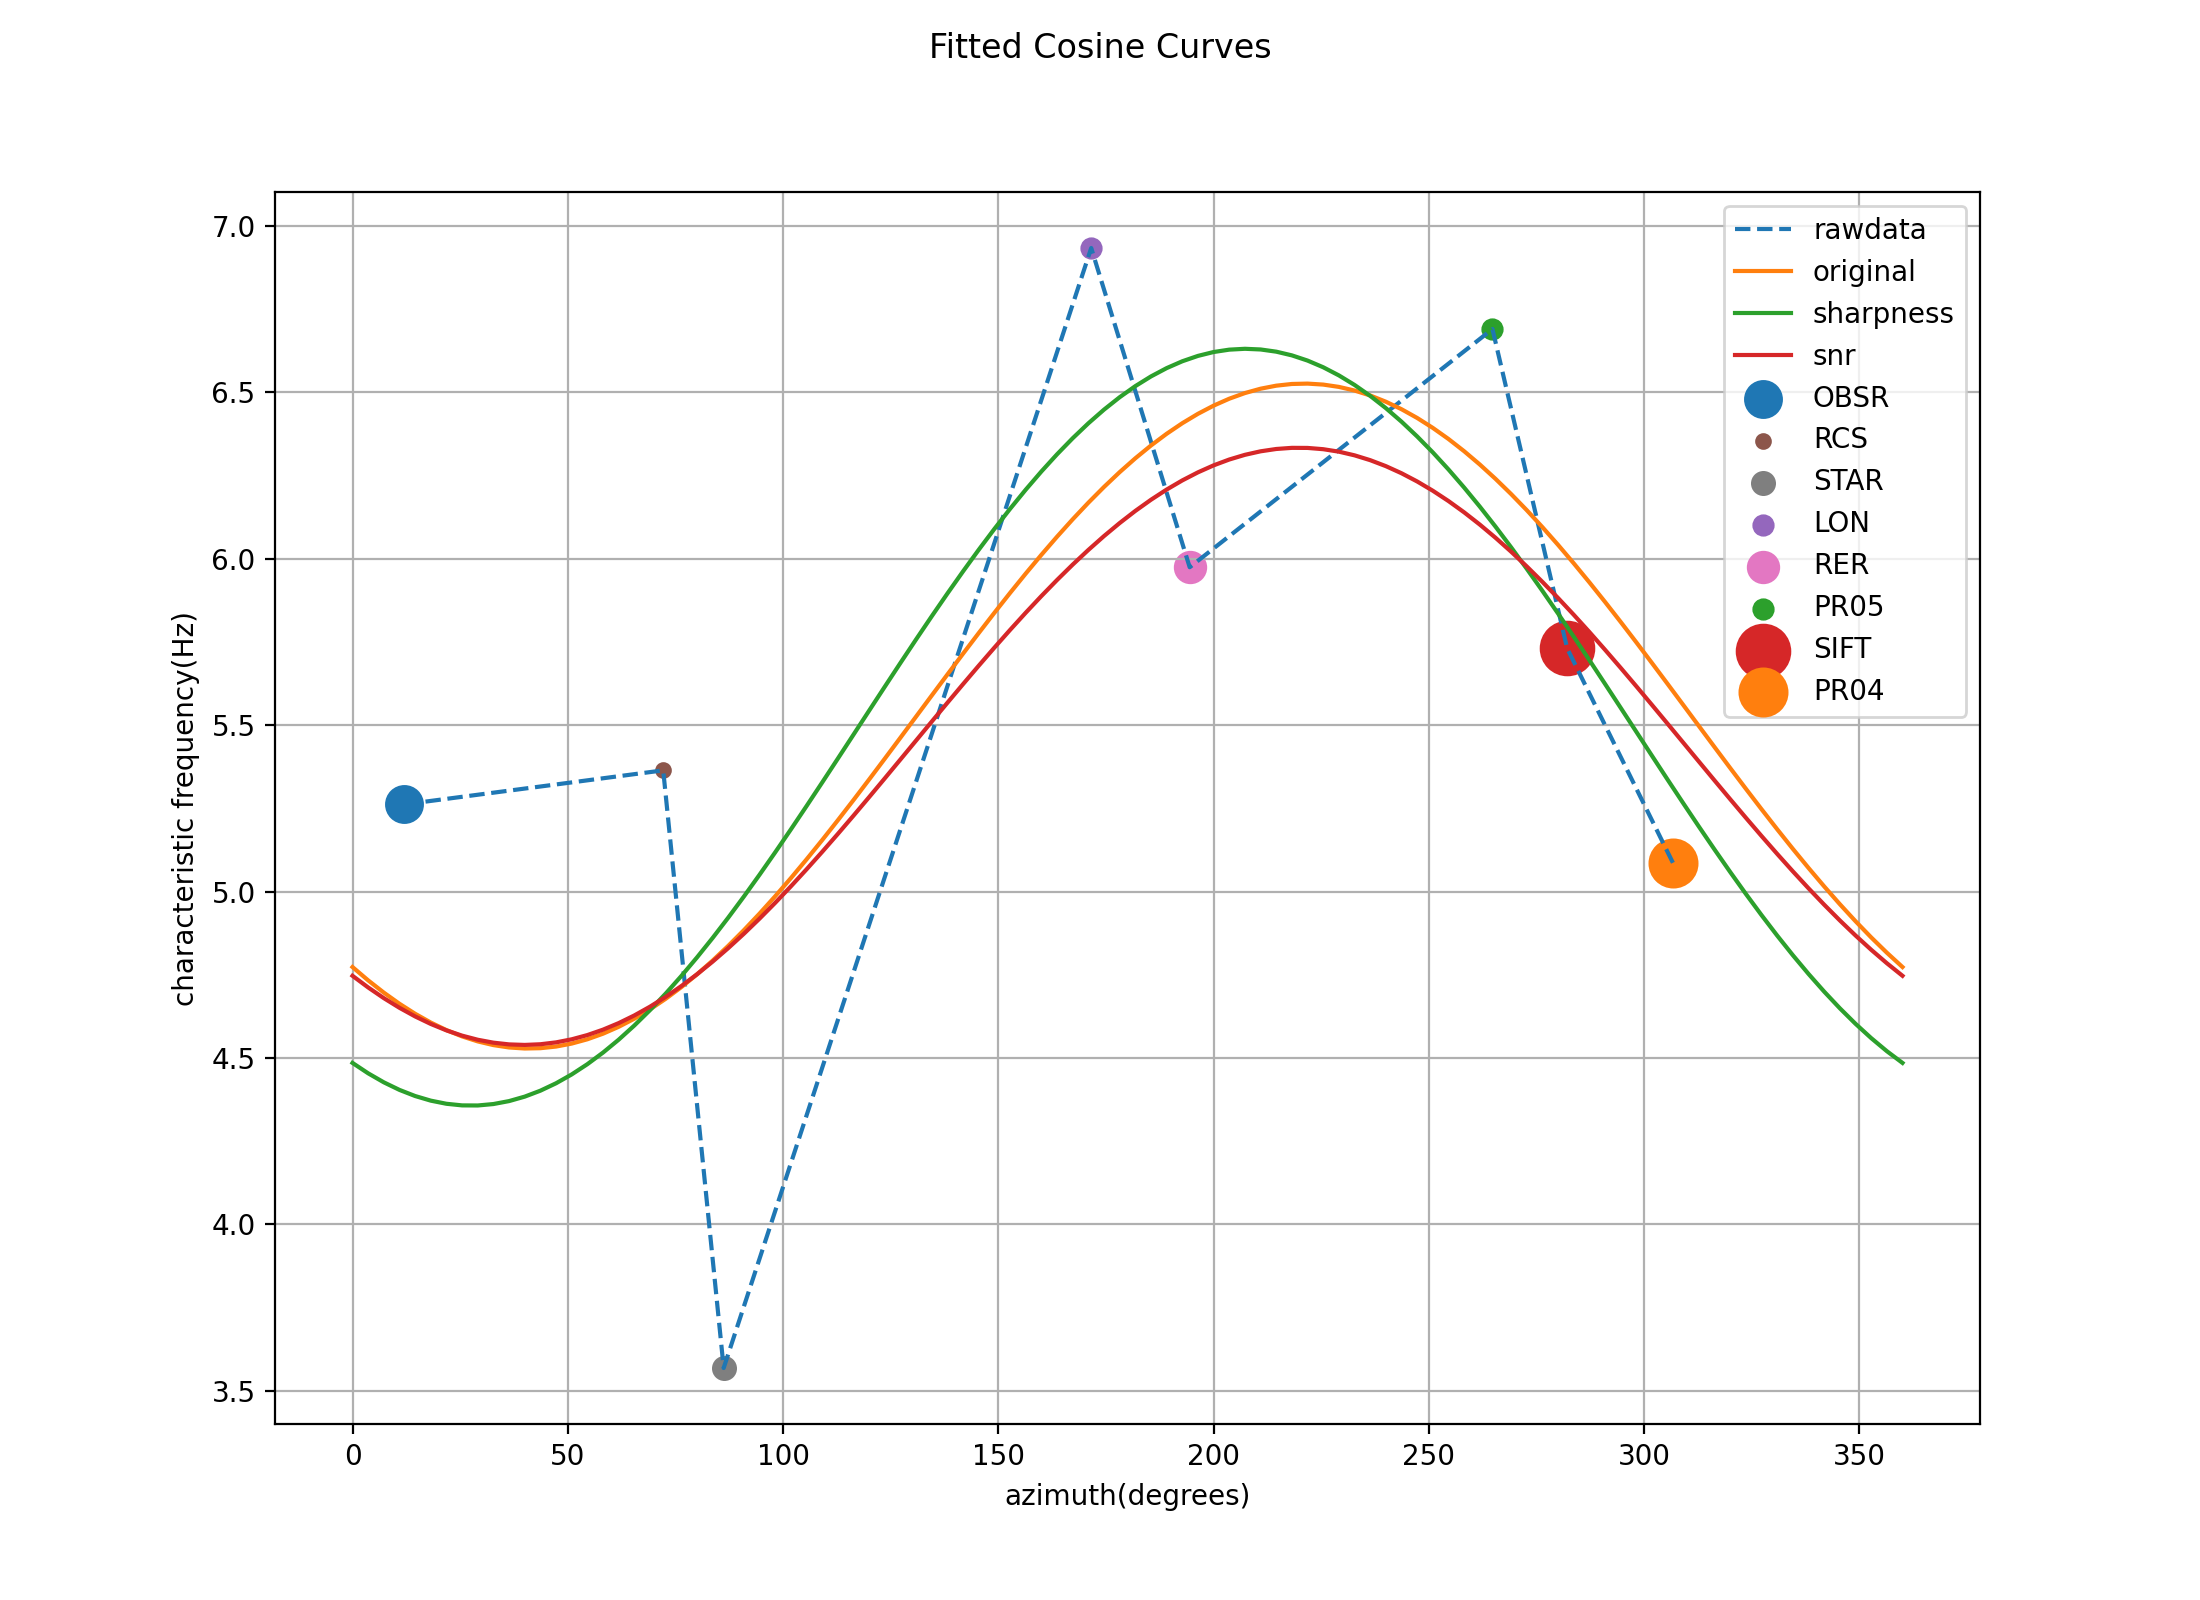 Fitted Cosine Curves
7.0
6.5
6.0
5.5
5.0
4.5
4.0
3.5
characteristic frequency(Hz)
rawdata
original
sharpness
snr
OBSR
RCS
STAR
LON
RER
PR05
SIFT
PR04
0 50 100 150 200 250 300 350
azimuth(degrees)